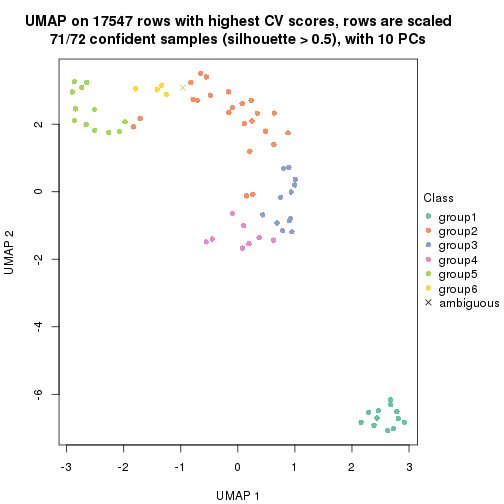 UMAP on 17547 rows with highest CV scores, rows are scaled
71/72 confident samples (silhouette > 0.5), with 10 PCs
2
0
-2
-4
-6
UMAP 2
-3
-2
-1
0
1
2
3
UMAP 1
Class
group1
group2
group3
group4
group5
group6
ambiguous